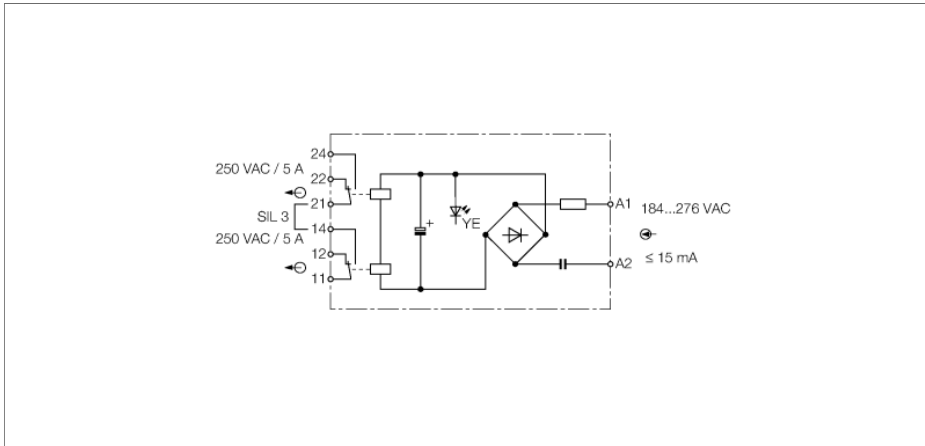 24
250 VAC / 5 A
22
21
SIL 3
14
250 VAC / 5 A
12
11
+
YE
A1
184...276 VAC
≤ 15 mA
A2